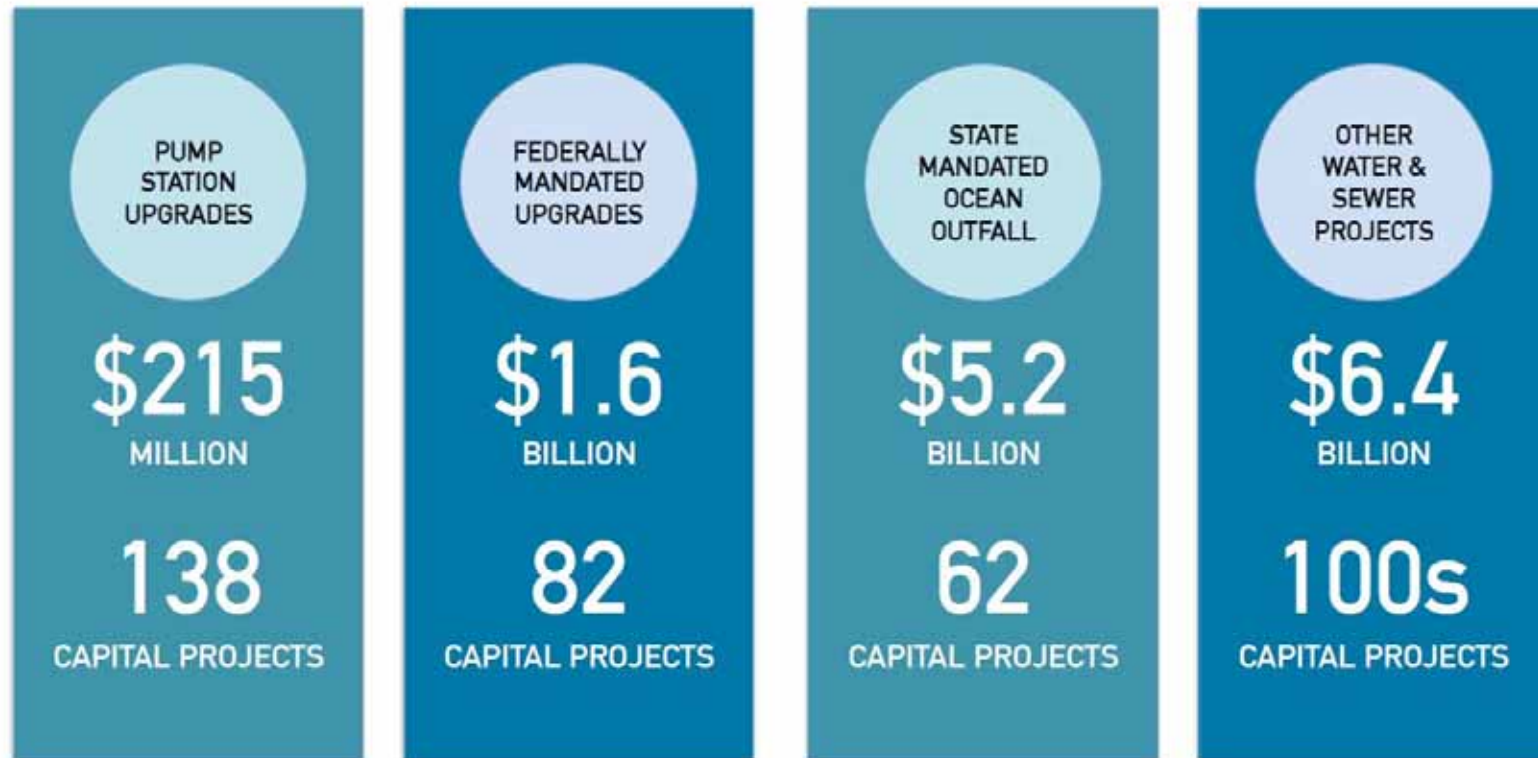 PUMP
STATION
UPGRADES
$215
MILLION
138
CAPITAL PROJECTS
FEDERALLY
MANDATED
UPGRADES
$1.6
BILLION
82
CAPITAL PROJECTS
STATE
MANDATED
OCEAN
OUTFALL
$5.2
BILLION
62
CAPITAL PROJECTS
OTHER
WATER &
SEWER
PROJECTS
$6.4
BILLION
100s
CAPITAL PROJECTS